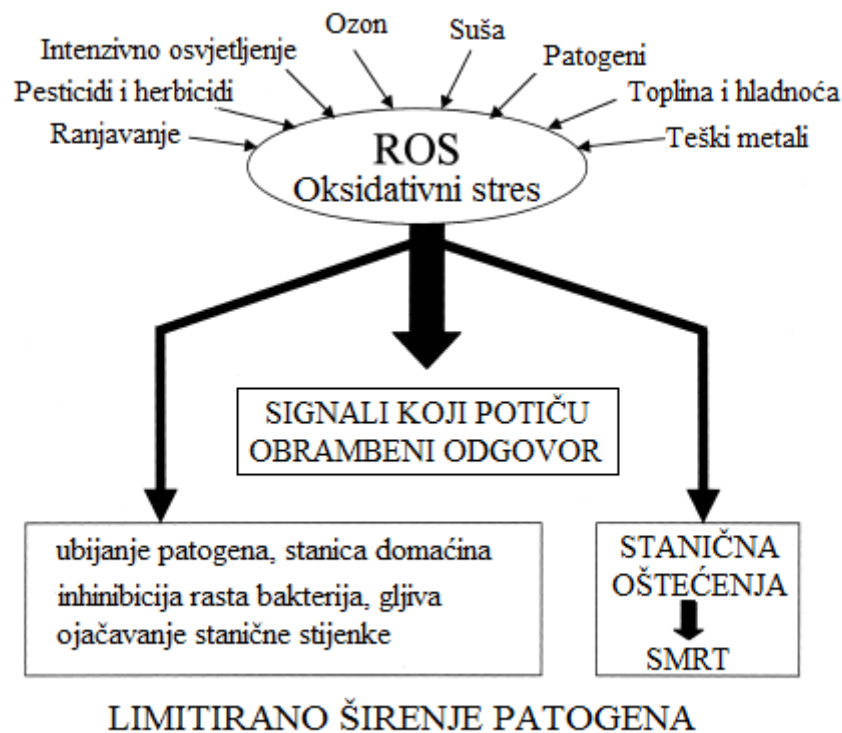 Ozon
Suša
Intenzivno osvjetljenje
Patogeni
Pesticidi i herbicidi
Toplina i hladnoća
Ranjavanje
Teški metali
ROS
Oksidativni stres
SIGNALI KOJI POTIČU
OBRAMBENI ODGOVOR
ubijanje patogena, stanica domaćina
inhinibicija rasta bakterija, gljiva
ojačavanje stanične stijenke
STANIČNA
OŠTEĆENJA
SMRT
LIMITIRANO ŠIRENJE PATOGENA